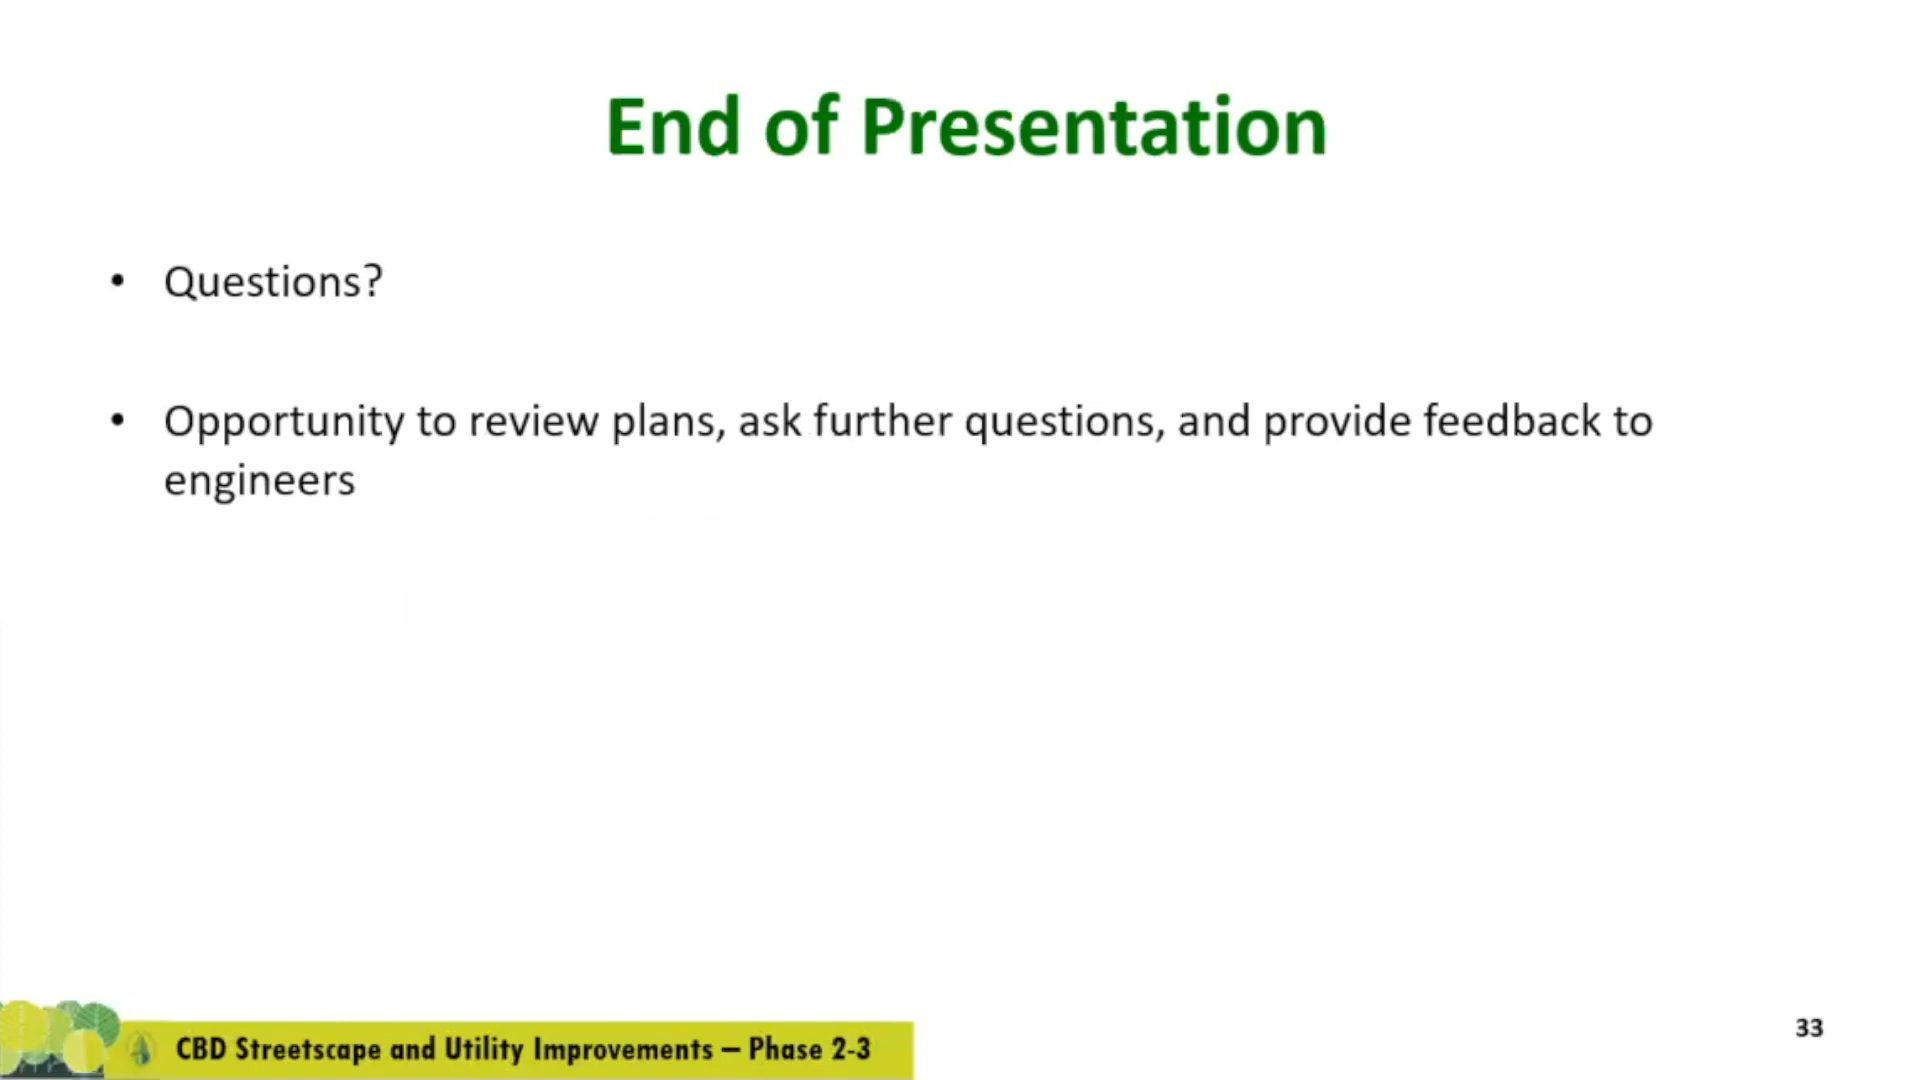 End of Presentation
• Questions?
• Opportunity to review plans, ask further questions, and provide feedback to
engineers
CBD Streetscape and Utility Improvements – Phase 2-3
33